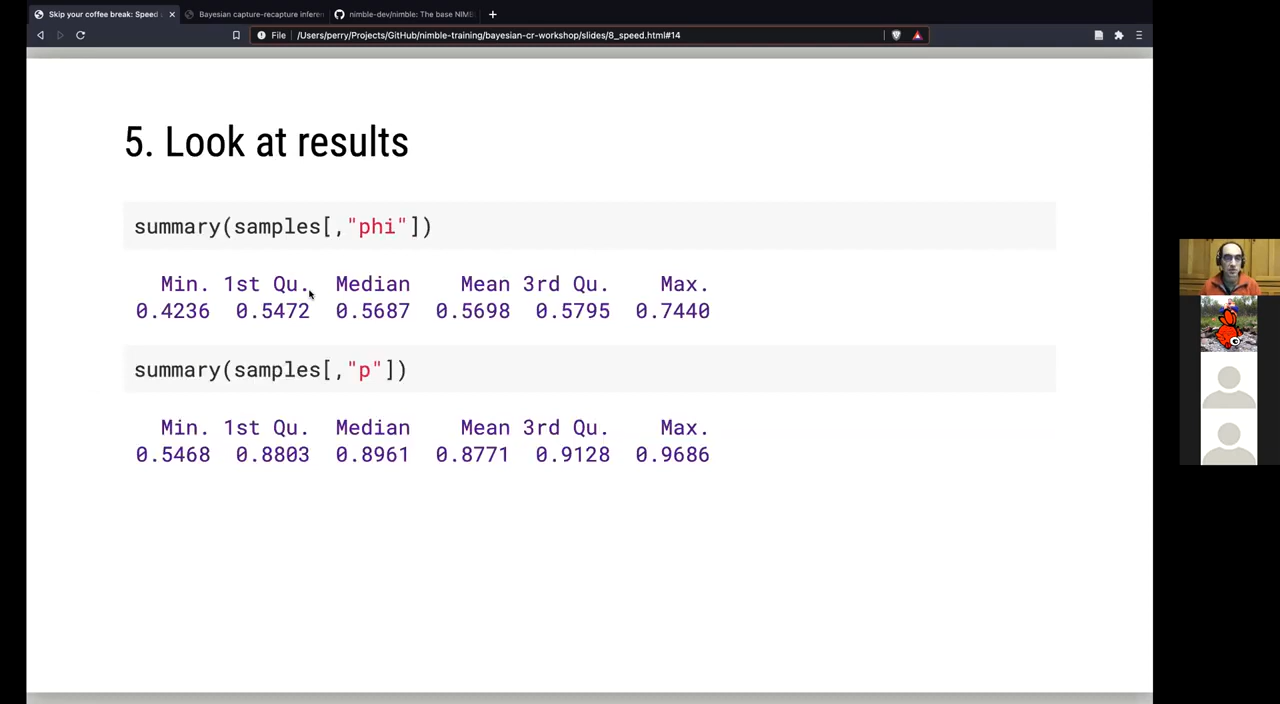 Skip your coffee break: Speed
Bayesian capture-recapture infere
nimble-dev/nimble: The base NIMB
File
/Users/perry/Projects/GitHub/nimble-training/bayesian-cr-workshop/slides/8_speed.html#14
5. Look at results
summary(samples[,"phi"])
Min. 1st Qu. Median Mean 3rd Qu. Max.
0.4236 0.5472 0.5687 0.5698 0.5795 0.7440
summary(samples[,"p"])
Min. 1st Qu. Median Mean 3rd Qu. Max.
0.5468 0.8803 0.8961 0.8771 0.9128 0.9686